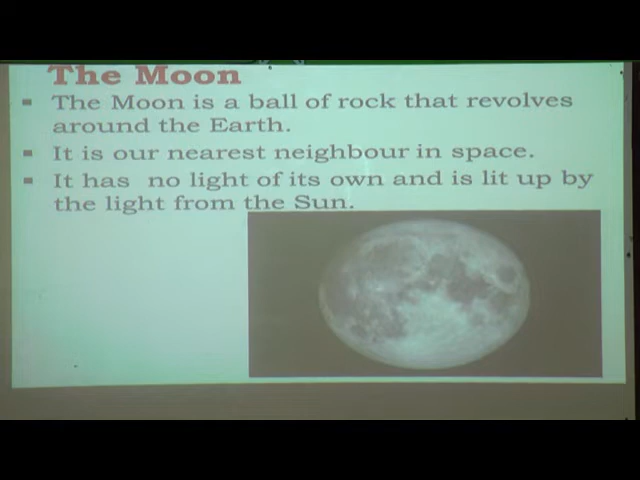 The Moon
▪ The Moon is a ball of rock that revolves
around the Earth.
▪ It is our nearest neighbour in space.
▪ It has no light of its own and is lit up by
the light from the Sun.